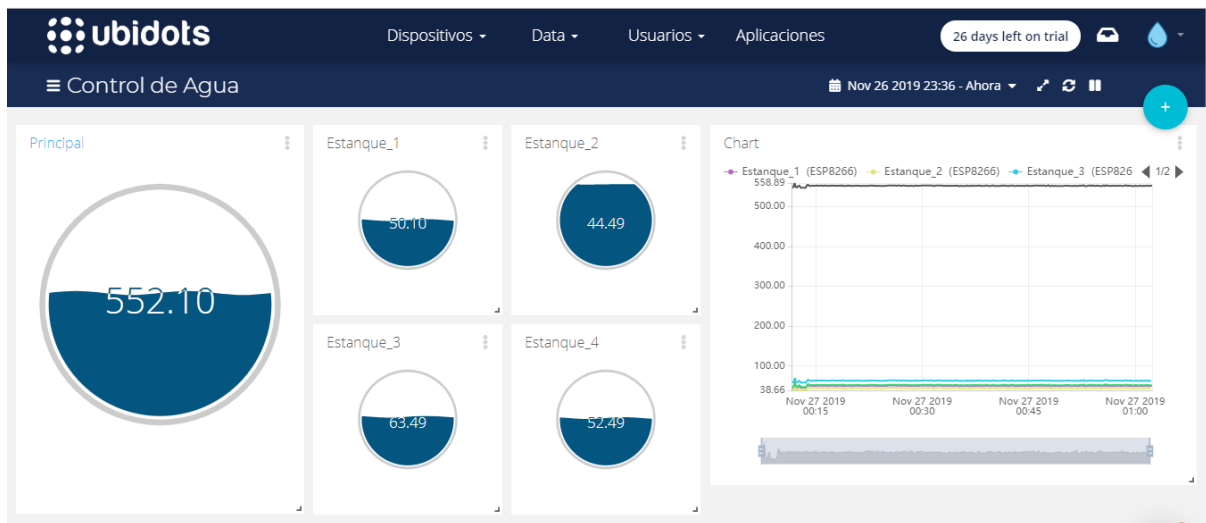 ubidots
Dispositivos
Data
Usuarios
Aplicaciones
26 days left on trial
Control de Agua
Nov 26 2019 23:36 - Ahora
+
Principal
552.10
Estanque_1
50.10
Estanque_2
44.49
Estanque_3
63.49
Estanque_4
52.49
Chart
Estanque_1 (ESP8266) Estanque_2 (ESP8266) Estanque_3 (ESP826 1/2
558.89
500.00
400.00
300.00
200.00
100.00
38.66
Nov 27 2019 Nov 27 2019 Nov 27 2019 Nov 27 2019
00:15 00:30 00:45 01:00